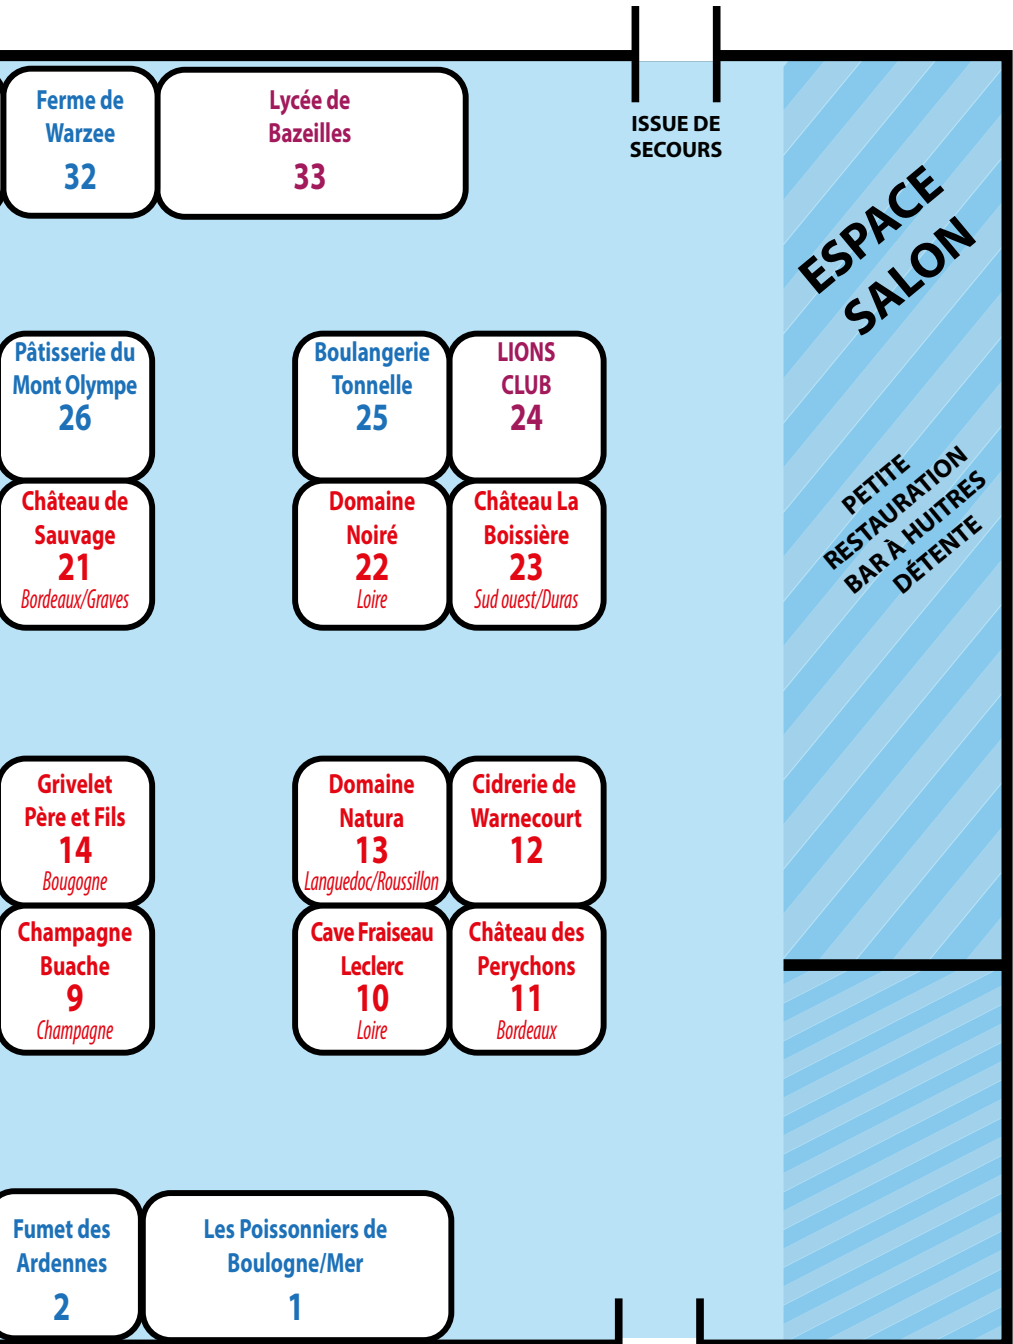 Ferme de
Warzee
32
Lycée de
Bazeilles
33
ISSUE DE
SECOURS
ESPACE
SALON
Pâtisserie du
Mont Olympe
26
Boulangerie
Tonnelle
25
LIONS
CLUB
24
Château de
Sauvage
21
Bordeaux/Graves
Domaine
Noiré
22
Loire
Château La
Boissière
23
Sud ouest/Duras
PETITE
RESTAURATION
BAR À HUITRES
DÉTENTE
Grivelet
Père et Fils
14
Bougogne
Domaine
Natura
13
Languedoc/Roussillon
Cidrerie de
Warnecourt
12
Champagne
Buache
9
Champagne
Cave Fraiseau
Leclerc
10
Loire
Château des
Perychons
11
Bordeaux
Fumet des
Ardennes
2
Les Poissonniers de
Boulogne/Mer
1